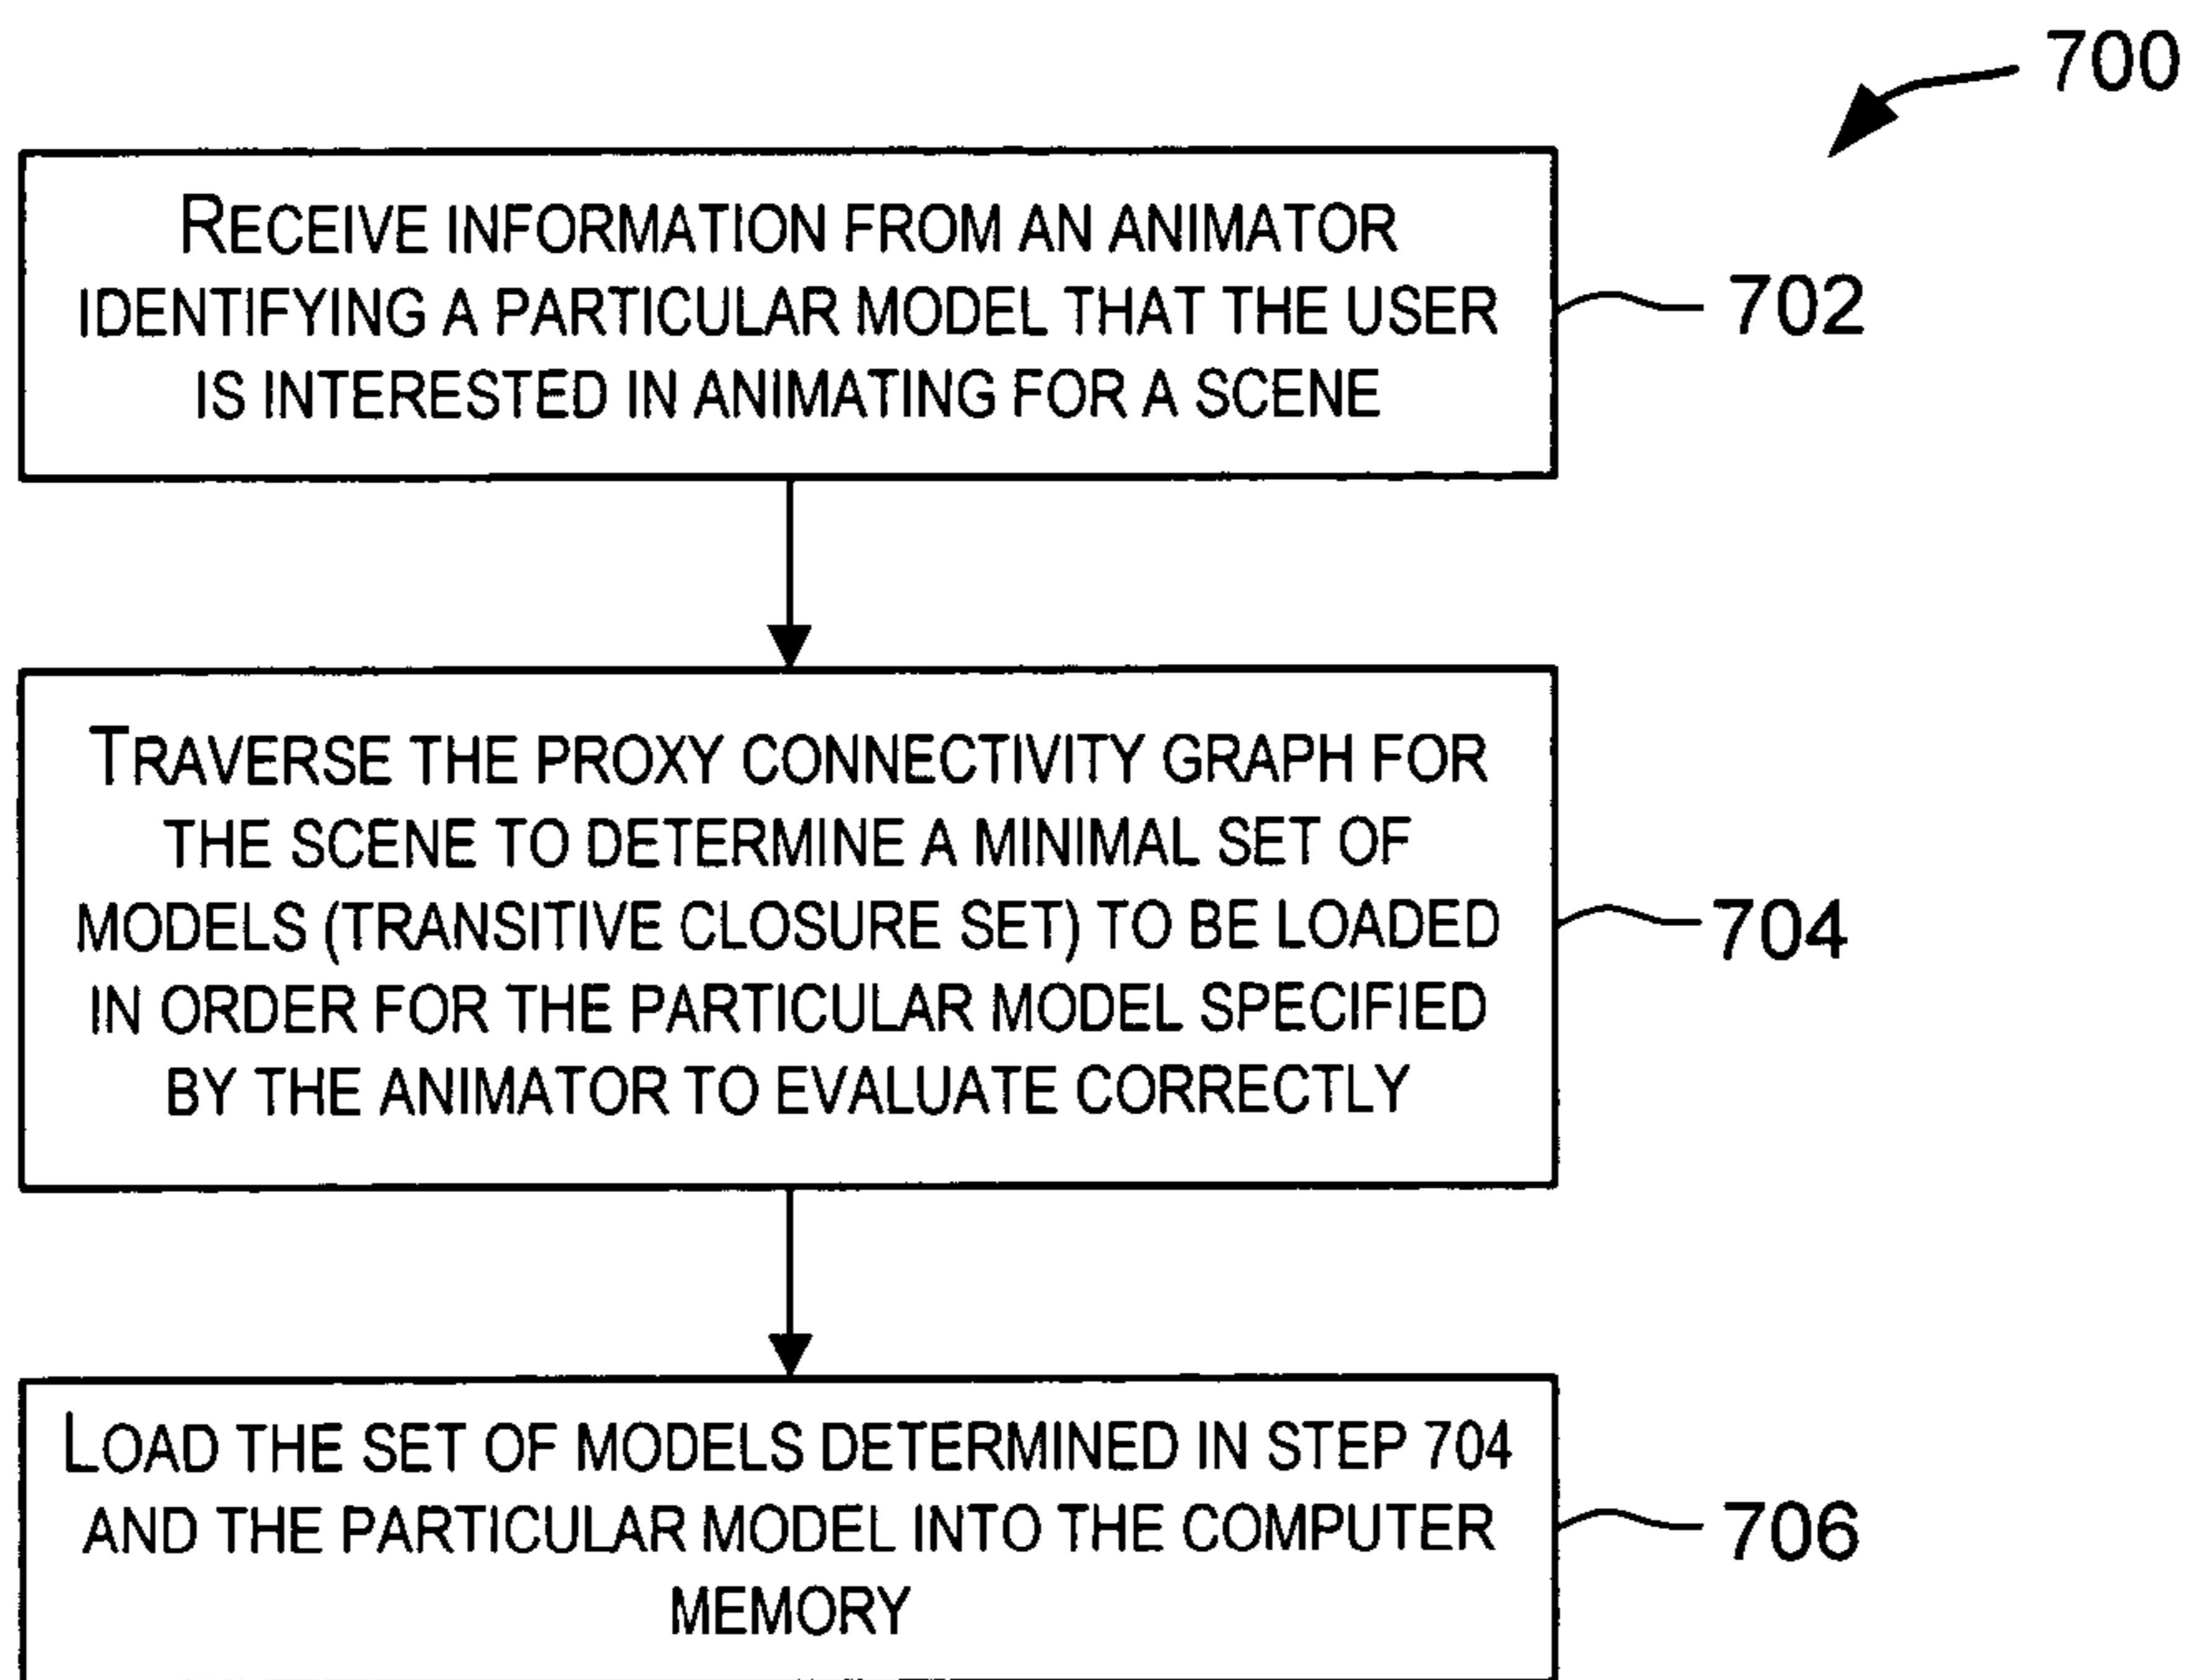 700
RECEIVE INFORMATION FROM AN ANIMATOR
IDENTIFYING A PARTICULAR MODEL THAT THE USER
IS INTERESTED IN ANIMATING FOR A SCENE
702
TRAVERSE THE PROXY CONNECTIVITY GRAPH FOR
THE SCENE TO DETERMINE A MINIMAL SET OF
MODELS (TRANSITIVE CLOSURE SET) TO BE LOADED
IN ORDER FOR THE PARTICULAR MODEL SPECIFIED
BY THE ANIMATOR TO EVALUATE CORRECTLY
704
LOAD THE SET OF MODELS DETERMINED IN STEP 704
AND THE PARTICULAR MODEL INTO THE COMPUTER
MEMORY
706